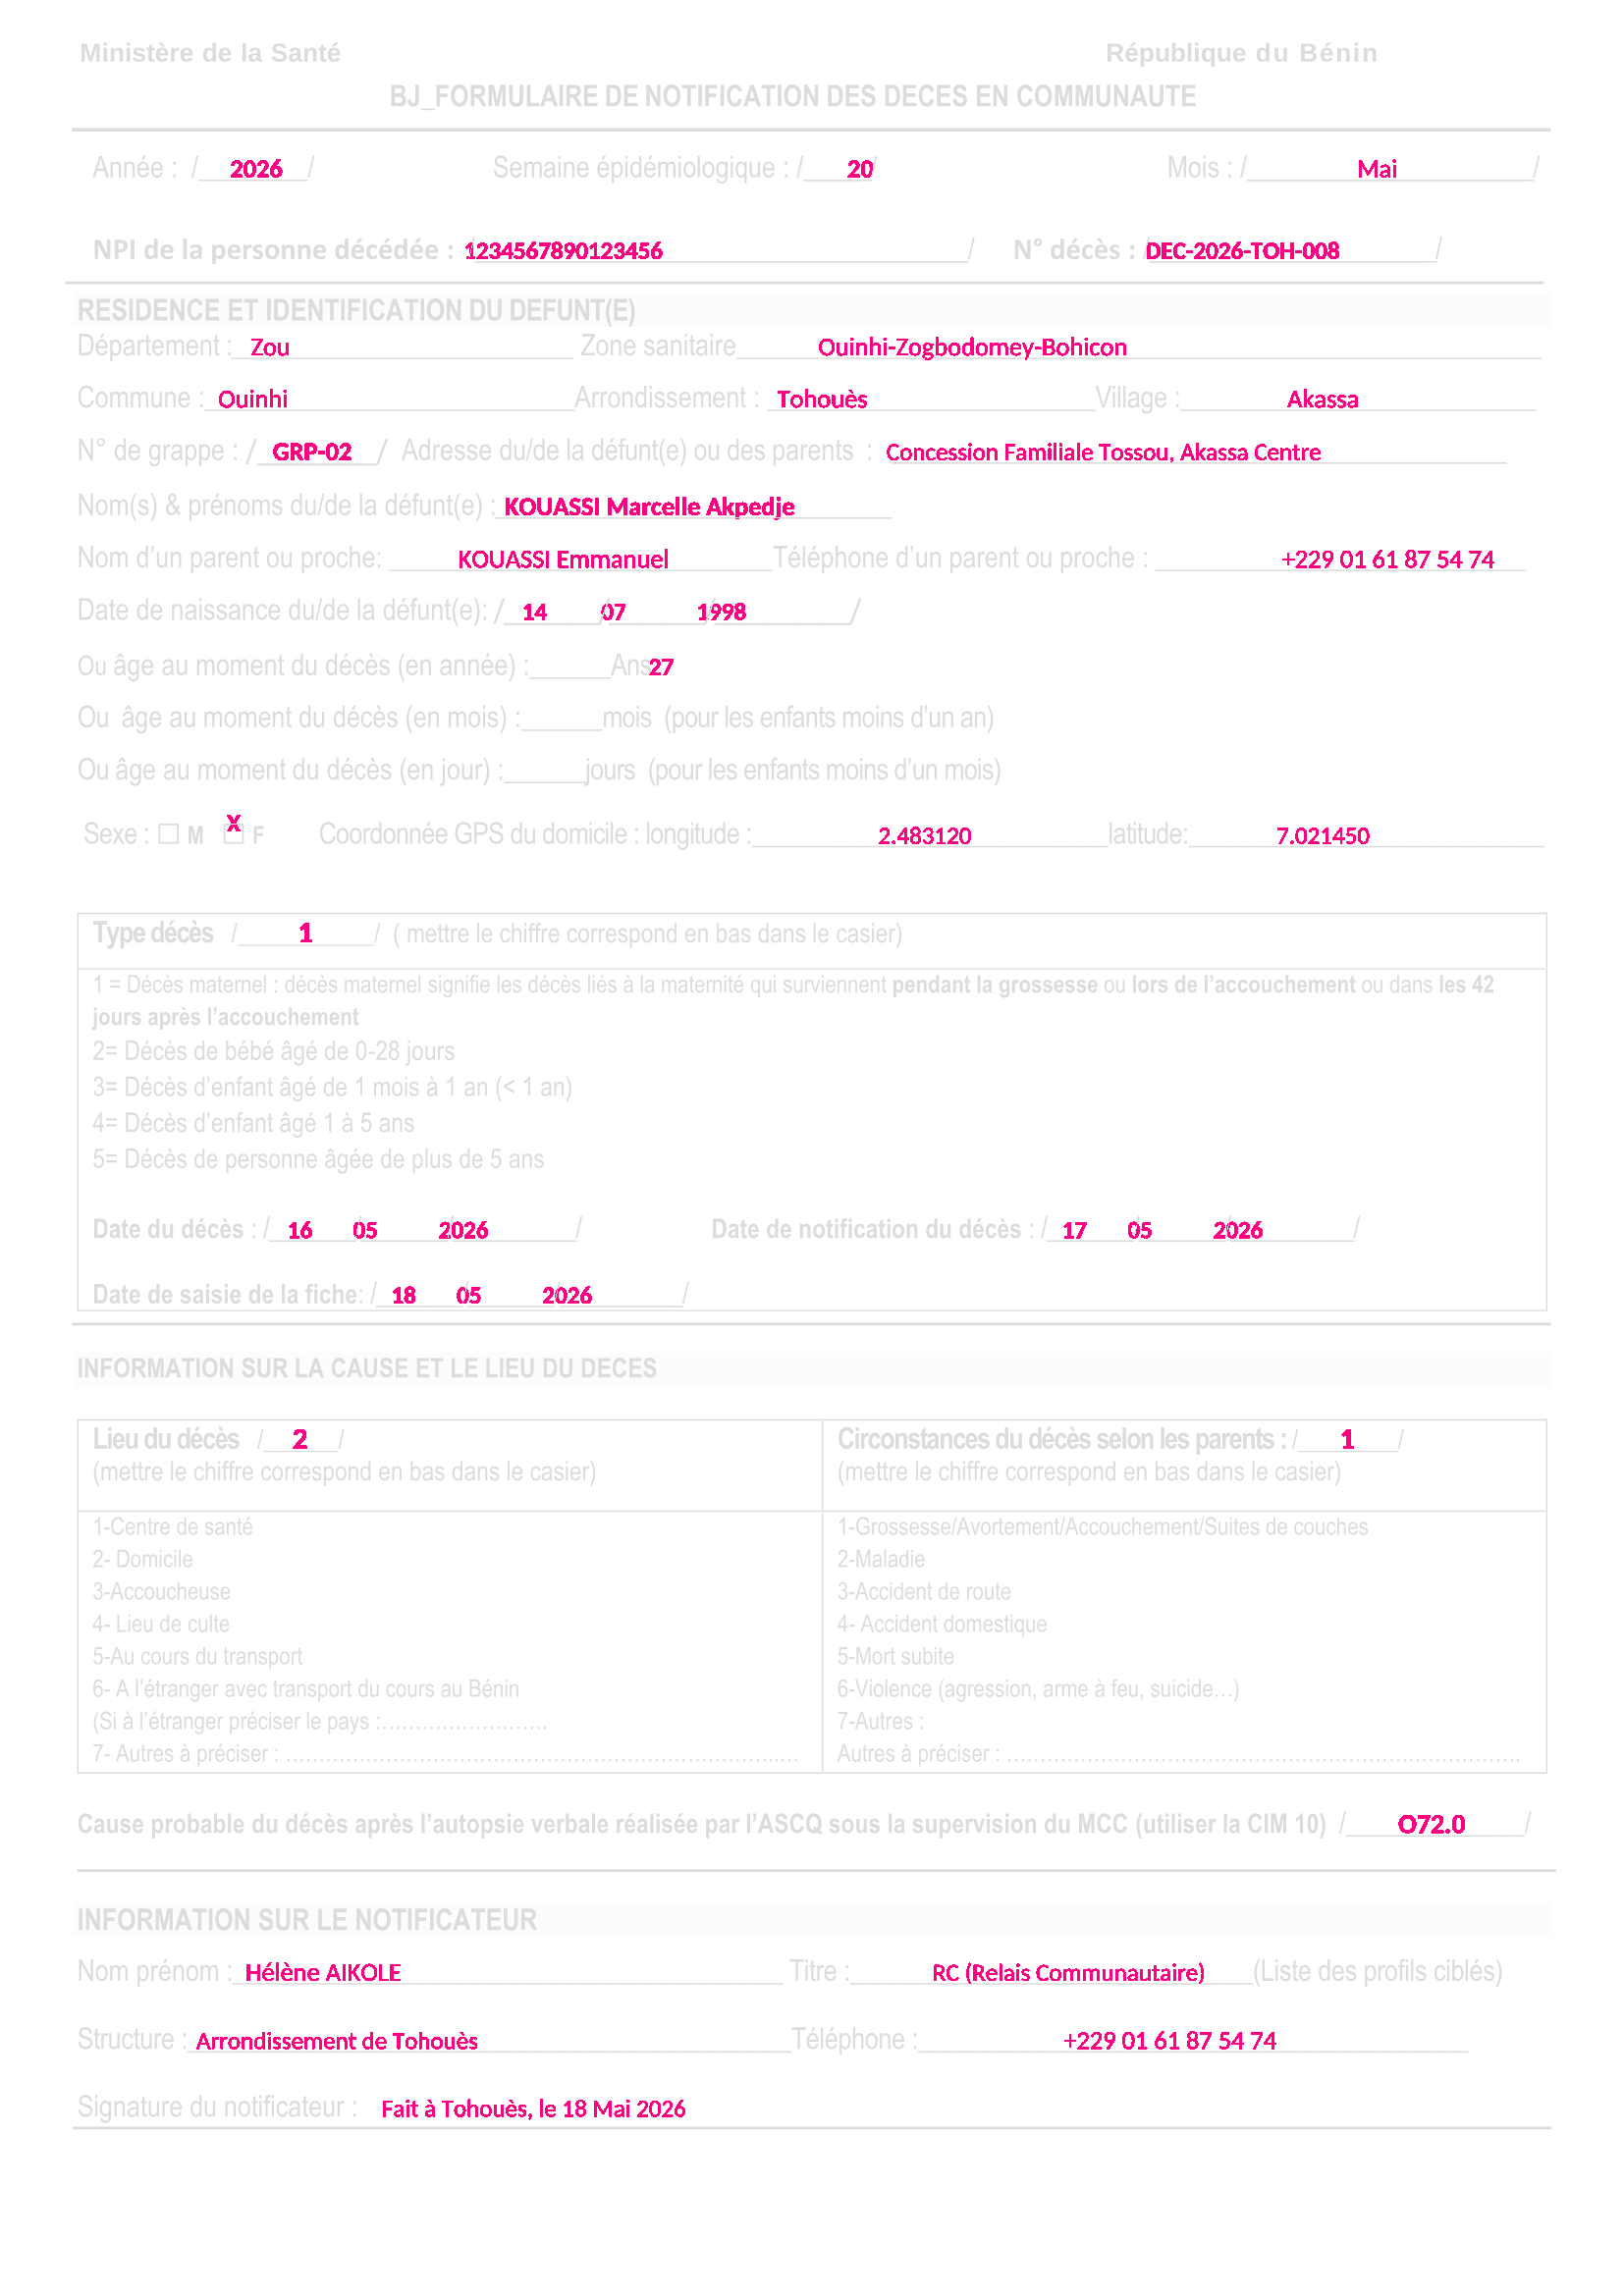 Ministère de la Santé République du Bénin
BJ_FORMULAIRE DE NOTIFICATION DES DECES EN COMMUNAUTE
Année : /2026/ Semaine épidémiologique : /20/ Mois : /Mai/
NPI de la personne décédée : /1234567890123456/ N° décès : /DEC-2026-TOH-008/
RESIDENCE ET IDENTIFICATION DU DEFUNT(E)
Département : Zou Zone sanitaire Ouinhi-Zogbodomey-Bohicon
Commune : Ouinhi Arrondissement : Tohouès Village : Akassa
N° de grappe : /GRP-02/ Adresse du/de la défunt(e) ou des parents : Concession Familiale Tossou, Akassa Centre
Nom(s) & prénoms du/de la défunt(e) : KOUASSI Marcelle Akpedje
Nom d’un parent ou proche: KOUASSI Emmanuel Téléphone d’un parent ou proche : +229 01 61 87 54 74
Date de naissance du/de la défunt(e): /14/07/1998/
Ou âge au moment du décès (en année) :______Ans 27
Ou âge au moment du décès (en mois) :______mois (pour les enfants moins d’un an)
Ou âge au moment du décès (en jour) :______jours (pour les enfants moins d’un mois)
Sexe : ☐ M ☐ X F Coordonnée GPS du domicile : longitude : 2.483120 latitude: 7.021450
Type décès /1/ ( mettre le chiffre correspond en bas dans le casier)
1 = Décès maternel : décès maternel signifie les décès liés à la maternité qui surviennent pendant la grossesse ou lors de l’accouchement ou dans les 42
jours après l’accouchement
2= Décès de bébé âgé de 0-28 jours
3= Décès d’enfant âgé de 1 mois à 1 an (< 1 an)
4= Décès d’enfant âgé 1 à 5 ans
5= Décès de personne âgée de plus de 5 ans
Date du décès : /16/05/2026/ Date de notification du décès : /17/05/2026/
Date de saisie de la fiche: /18/05/2026/
INFORMATION SUR LA CAUSE ET LE LIEU DU DECES
Lieu du décès /2/
(mettre le chiffre correspond en bas dans le casier)
1-Centre de santé
2- Domicile
3-Accoucheuse
4- Lieu de culte
5-Au cours du transport
6- A l’étranger avec transport du cours au Bénin
(Si à l’étranger préciser le pays :…………………….
7- Autres à préciser : …………………………………………………………………..…
Circonstances du décès selon les parents : /1/
(mettre le chiffre correspond en bas dans le casier)
1-Grossesse/Avortement/Accouchement/Suites de couches
2-Maladie
3-Accident de route
4- Accident domestique
5-Mort subite
6-Violence (agression, arme à feu, suicide…)
7-Autres :
Autres à préciser : …………………………………………………….…………….
Cause probable du décès après l’autopsie verbale réalisée par l’ASCQ sous la supervision du MCC (utiliser la CIM 10) /O72.0/
INFORMATION SUR LE NOTIFICATEUR
Nom prénom : Hélène AIKOLE Titre : RC (Relais Communautaire) (Liste des profils ciblés)
Structure : Arrondissement de Tohouès Téléphone : +229 01 61 87 54 74
Signature du notificateur : Fait à Tohouès, le 18 Mai 2026